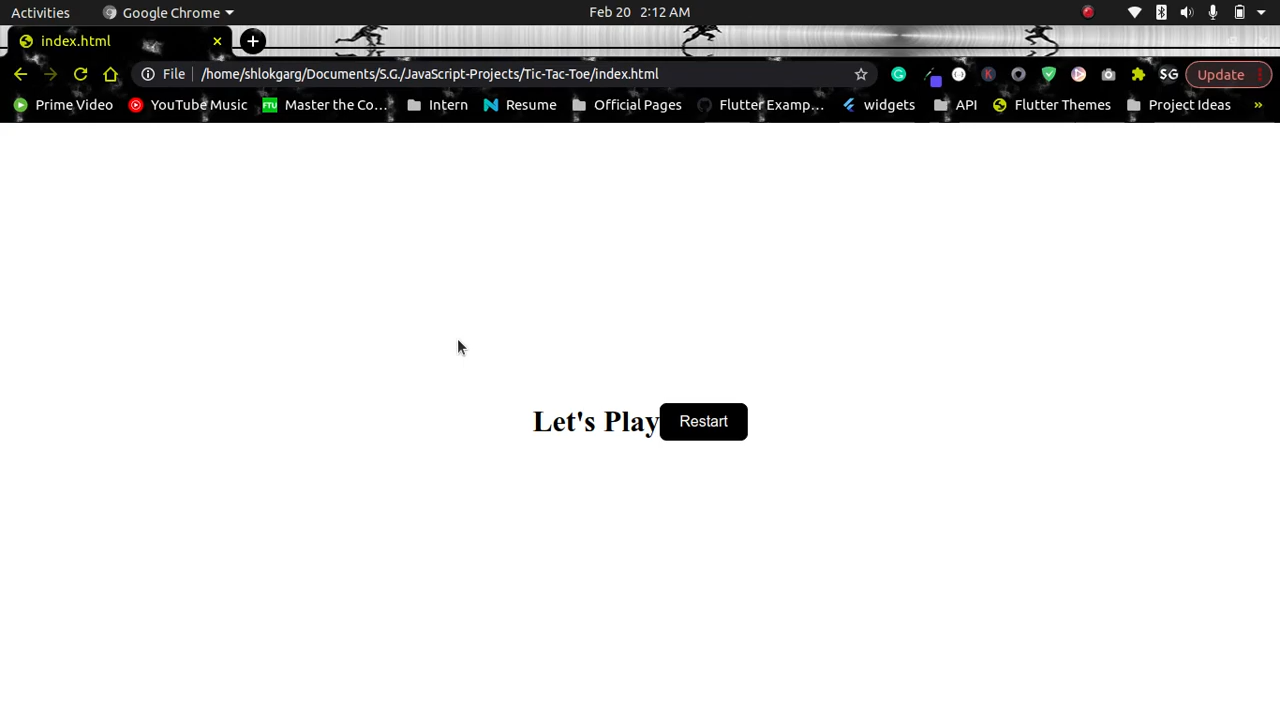 Activities Google Chrome Feb 20 2:12 AM
index.html
File /home/shlokgarg/Documents/S.G./JavaScript-Projects/Tic-Tac-Toe/index.html SG Update
Prime Video YouTube Music FTU Master the Co... Intern Resume Official Pages Flutter Examp... widgets API Flutter Themes Project Ideas »
Let's Play Restart